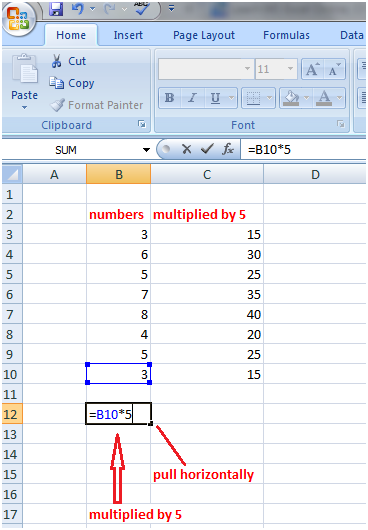 ABC
Home Insert Page Layout Formulas Data
Paste
Cut
Copy
Format Painter
11 A A
B I U A
Clipboard Font
SUM fx =B10*5
A B C D
1
2 numbers multiplied by 5
3 3 15
4 6 30
5 5 25
6 7 35
7 8 40
8 4 20
9 5 25
10 3 15
11
12 =B10*5
13
14
15 pull horizontally
16
17 multiplied by 5